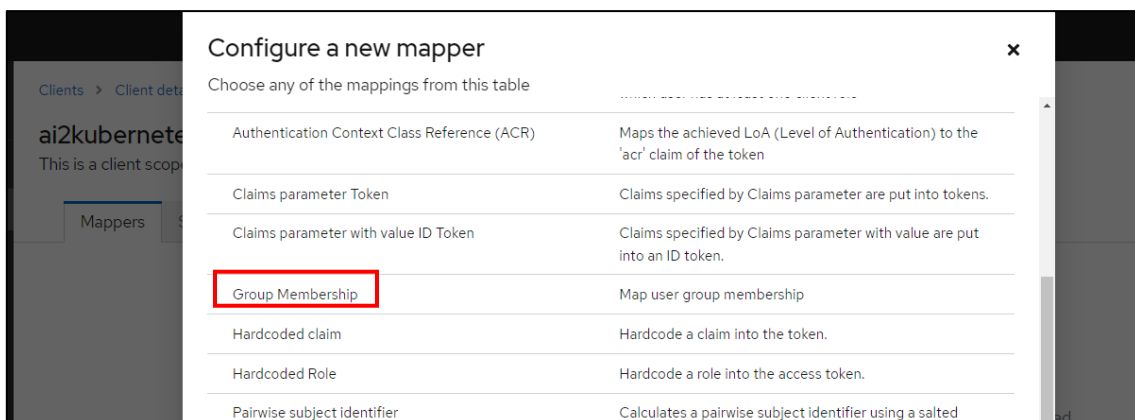 Configure a new mapper
Choose any of the mappings from this table
Clients > Client deta
ai2kubernete
This is a client scop
Mappers
Authentication Context Class Reference (ACR)
Maps the achieved LoA (Level of Authentication) to the
'acr' claim of the token
Claims parameter Token
Claims specified by Claims parameter are put into tokens.
Claims parameter with value ID Token
Claims specified by Claims parameter with value are put
into an ID token.
Group Membership
Map user group membership
Hardcoded claim
Hardcode a claim into the token.
Hardcoded Role
Hardcode a role into the access token.
Pairwise subject identifier
Calculates a pairwise subject identifier using a salted